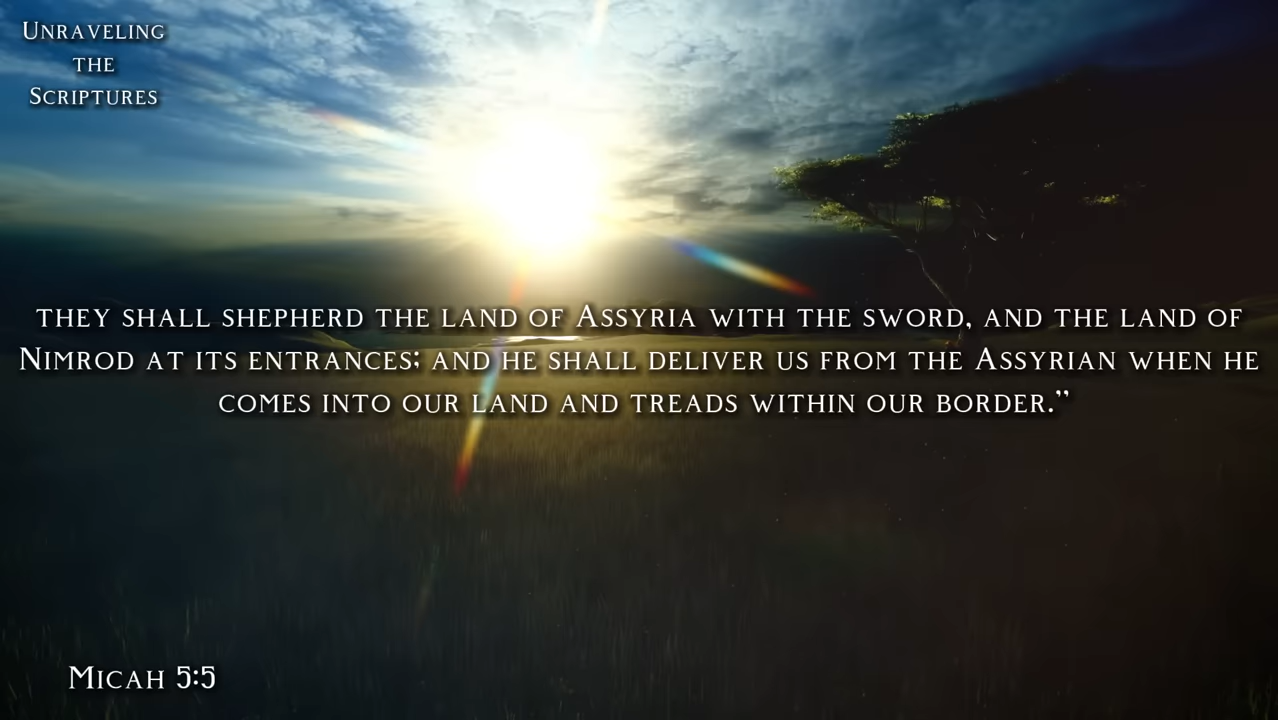 Unraveling
the
Scriptures
they shall shepherd the land of Assyria with the sword, and the land of
Nimrod at its entrances; and he shall deliver us from the Assyrian when he
comes into our land and treads within our border.”
Micah 5:5